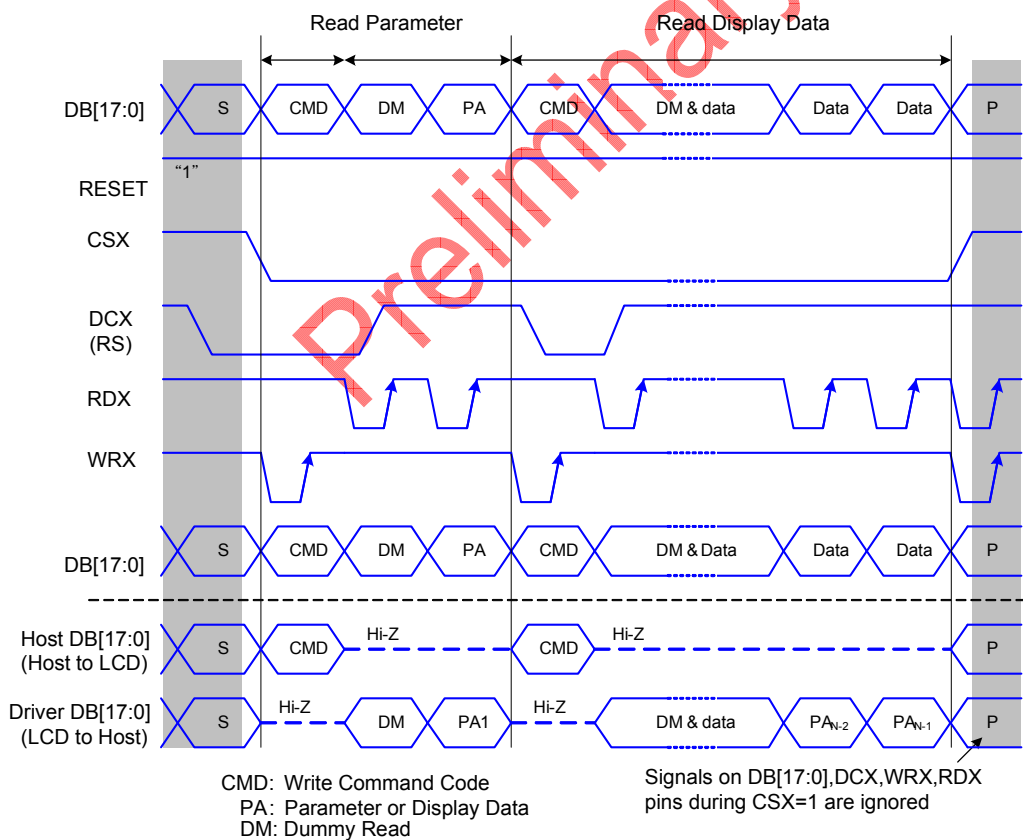 Read Parameter
Read Display Data
DB[17:0] S CMD DM PA CMD DM & data Data Data P
“1”
RESET
CSX
DCX
(RS)
RDX
WRX
DB[17:0] S CMD DM PA CMD DM & Data Data Data P
Host DB[17:0]
(Host to LCD)
S CMD Hi-Z CMD Hi-Z P
Driver DB[17:0]
(LCD to Host)
S Hi-Z DM PA1 Hi-Z DM & data PAN-2 PAN-1 P
CMD: Write Command Code
PA: Parameter or Display Data
DM: Dummy Read
Signals on DB[17:0],DCX,WRX,RDX
pins during CSX=1 are ignored
Preliminary